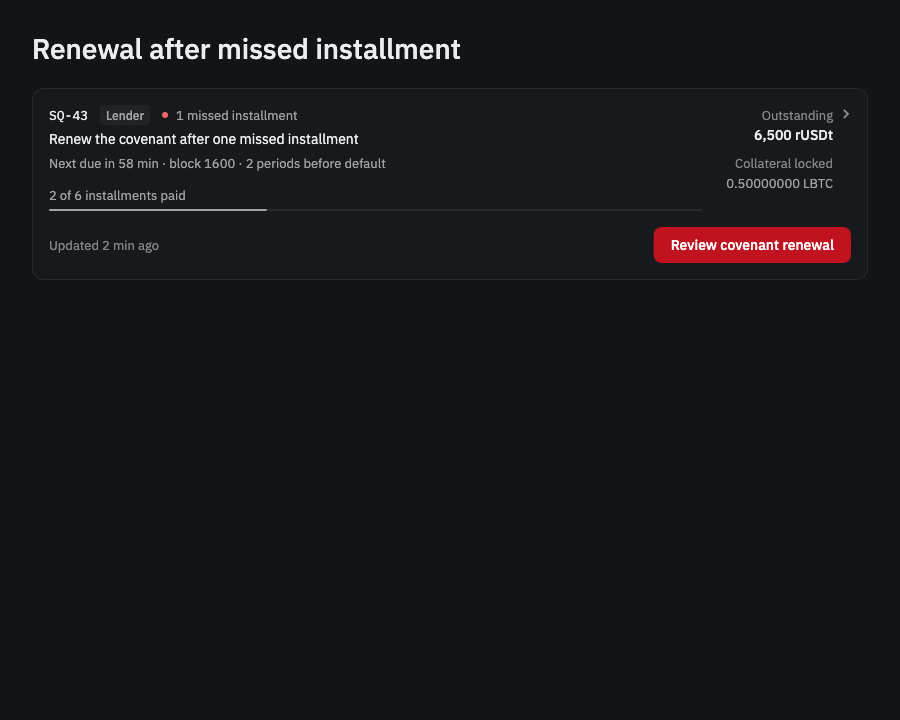 Renewal after missed installment
SQ-43 Lender 1 missed installment
Outstanding
Renew the covenant after one missed installment
6,500 rUSDt
Next due in 58 min · block 1600 · 2 periods before default
Collateral locked
0.50000000 LBTC
2 of 6 installments paid
Updated 2 min ago
Review covenant renewal